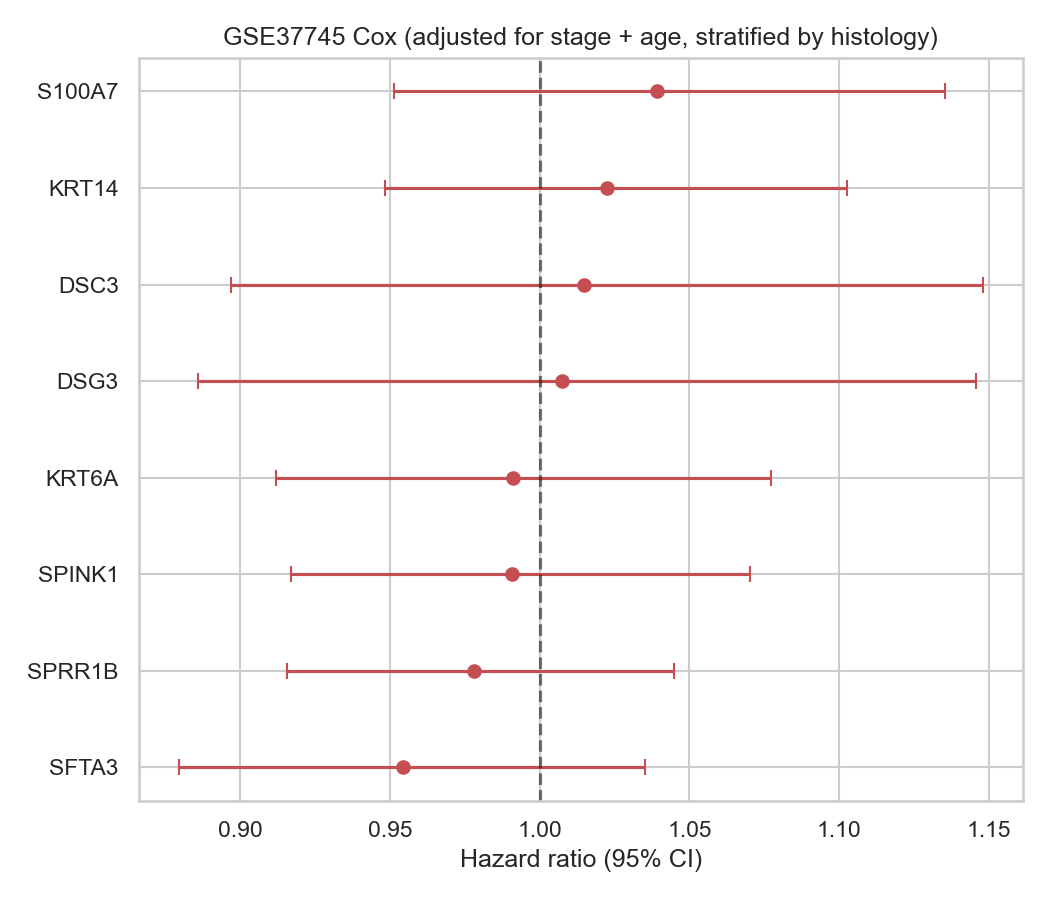 GSE37745 Cox (adjusted for stage + age, stratified by histology)
S100A7
KRT14
DSC3
DSG3
KRT6A
SPINK1
SPRR1B
SFTA3
0.90 0.95 1.00 1.05 1.10 1.15
Hazard ratio (95% CI)